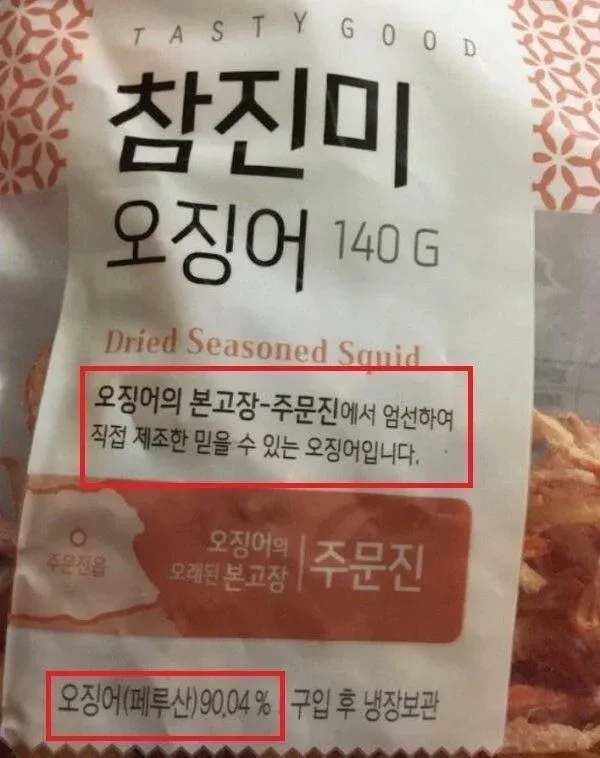 TASTY GOOD
참진미
오징어 140 G
Dried Seasoned Squid
오징어의 본고장-주문진에서 엄선하여
직접 제조한 믿을 수 있는 오징어입니다.
주문진읍
오징어의
오래된 본고장
주문진
오징어(페루산)90.04% 구입 후 냉장보관